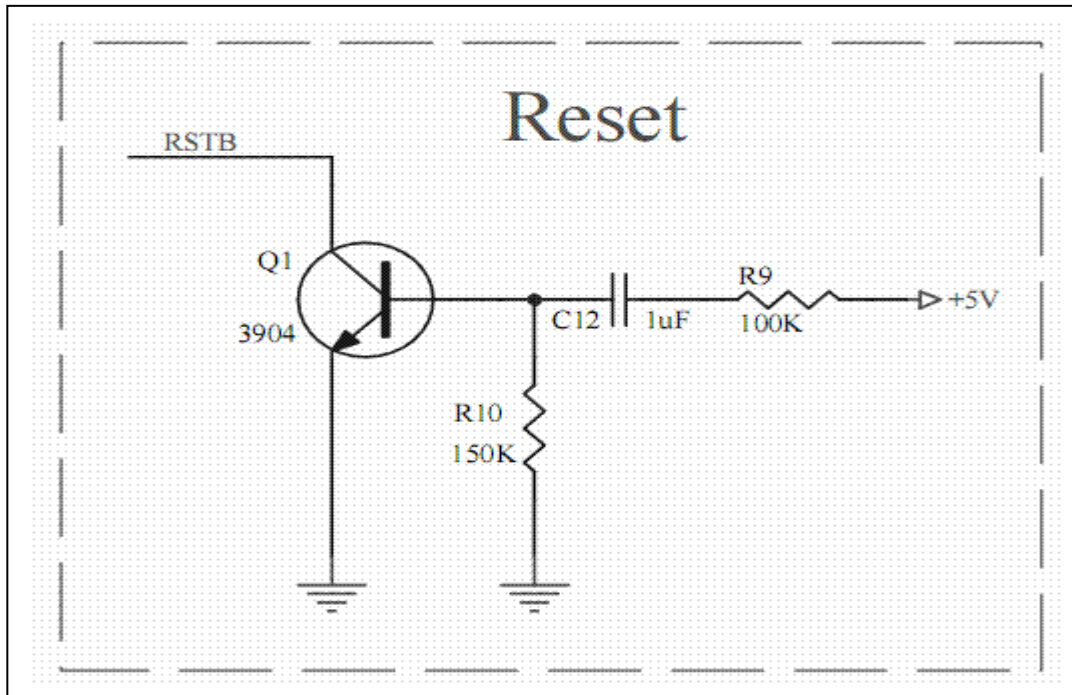 Reset
RSTB
Q1
3904
C12
1uF
R9
100K
+5V
R10
150K